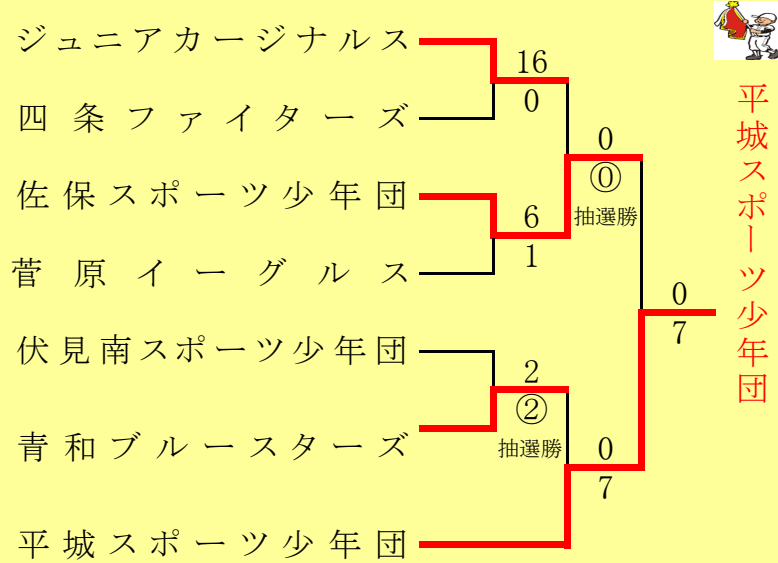 ジュニアカージナルス
四条ファイターズ
佐保スポーツ少年団
菅原イーグルス
伏見南スポーツ少年団
青和ブルースターズ
平城スポーツ少年団
16
0
6
1
2
②
抽選勝
0
⓪
抽選勝
0
7
0
7
平城スポーツ少年団